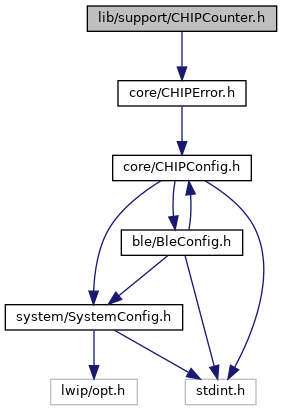 lib/support/CHIPCounter.h
core/CHIPError.h
core/CHIPConfig.h
ble/BleConfig.h
system/SystemConfig.h
lwip/opt.h
stdint.h